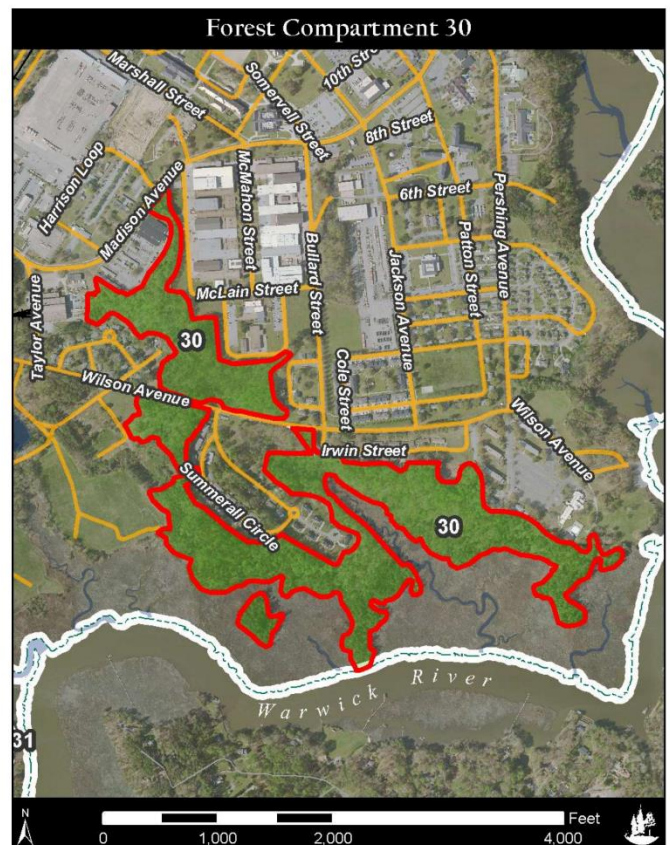 Forest Compartment 30
10th Stre
Marshall Street
Somervell Street
8th Street
Harrison Loop
McMahon Street
Madison Avenue
6th Street
Pershing Avenue
Patton Street
Bullard Street
Jackson Avenue
McLain Street
Taylor Avenue
30
Cole Street
Wilson Avenue
Wilson Avenue
Irwin Street
Summerall Circle
30
Warwick River
31
N
Feet
0 1,000 2,000 4,000